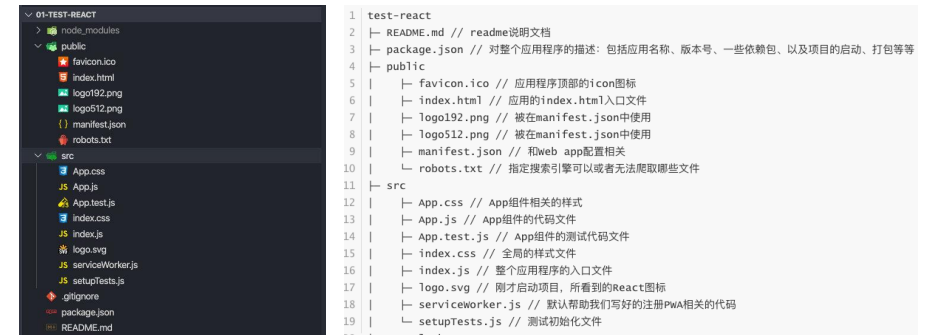 01-TEST-REACT
node_modules
public
favicon.ico
index.html
logo192.png
logo512.png
manifest.json
robots.txt
src
App.css
App.js
App.test.js
index.css
index.js
logo.svg
serviceWorker.js
setupTests.js
.gitignore
package.json
README.md
1 test-react
2 ├─ README.md // readme说明文档
3 ├─ package.json // 对整个应用程序的描述：包括应用名称、版本号、一些依赖包、以及项目的启动、打包等等
4 ├─ public
5 │ ├─ favicon.ico // 应用程序顶部的icon图标
6 │ ├─ index.html // 应用的index.html入口文件
7 │ ├─ logo192.png // 被在manifest.json中使用
8 │ ├─ logo512.png // 被在manifest.json中使用
9 │ ├─ manifest.json // 和Web app配置相关
10 │ └─ robots.txt // 指定搜索引擎可以或者无法爬取哪些文件
11 ├─ src
12 │ ├─ App.css // App组件相关的样式
13 │ ├─ App.js // App组件的代码文件
14 │ ├─ App.test.js // App组件的测试代码文件
15 │ ├─ index.css // 全局的样式文件
16 │ ├─ index.js // 整个应用程序的入口文件
17 │ ├─ logo.svg // 刚才启动项目，所看到的React图标
18 │ ├─ serviceWorker.js // 默认帮助我们写好的注册PWA相关的代码
19 │ └─ setupTests.js // 测试初始化文件